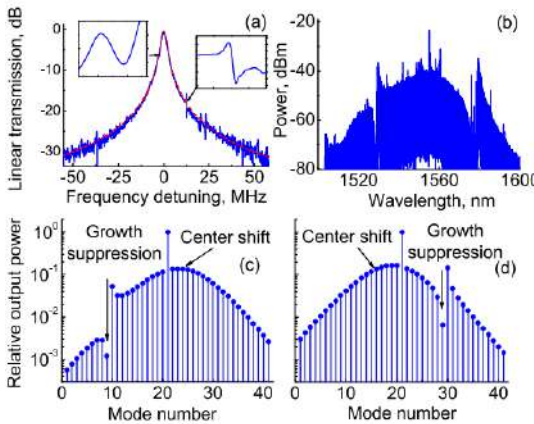 (a)
Linear transmission, dB
0
-10
-20
-30
-50 -25 0 25 50
Frequency detuning, MHz
(b)
Power, dBm
-20
-40
-60
-80
1520 1560 1600
Wavelength, nm
Relative output power
10⁰
10⁻¹
10⁻²
10⁻³
Growth
suppression
Center shift
(c)
0 10 20 30 40
Mode number
Growth
suppression
Center shift
(d)
0 10 20 30 40
Mode number